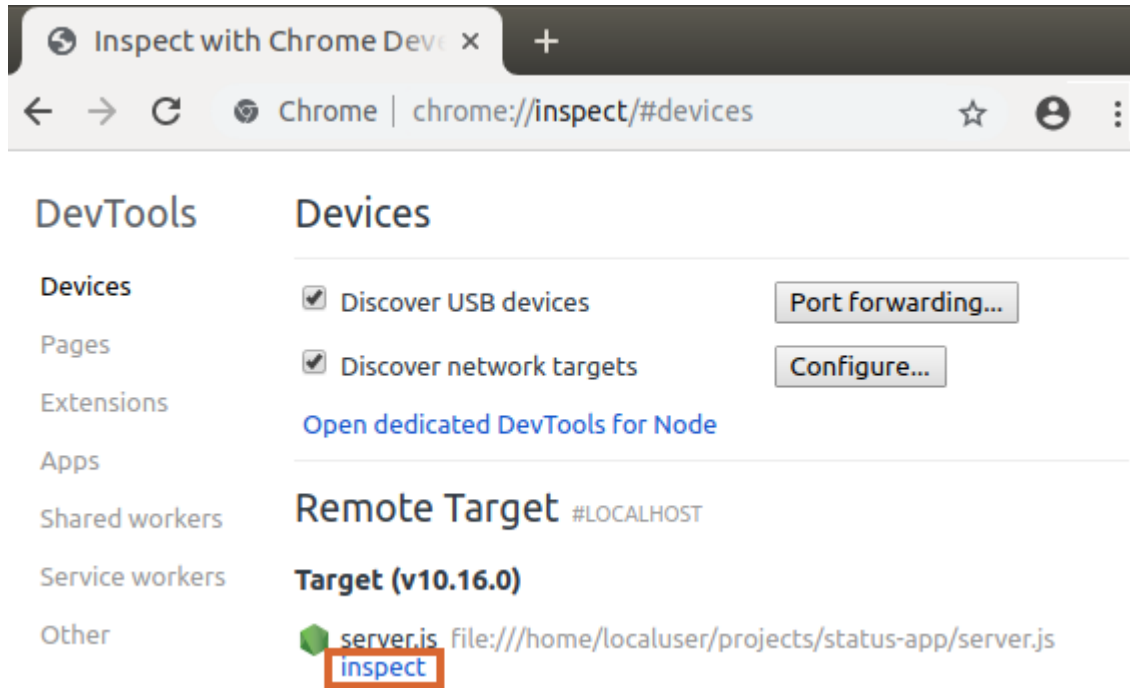 Inspect with Chrome Deve
Chrome | chrome://inspect/#devices
DevTools
Devices
Pages
Extensions
Apps
Shared workers
Service workers
Other
Devices
Discover USB devices Port forwarding...
Discover network targets Configure...
Open dedicated DevTools for Node
Remote Target #LOCALHOST
Target (v10.16.0)
server.js file:///home/localuser/projects/status-app/server.js
inspect